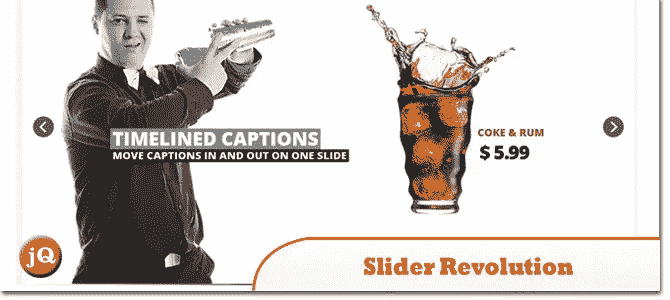 TIMELINED CAPTIONS
MOVE CAPTIONS IN AND OUT ON ONE SLIDE
COKE & RUM
$ 5.99
jQ
Slider Revolution